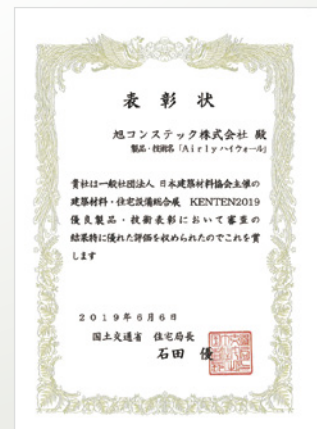 表彰状
旭コンステック株式会社 殿
製品・技術名「Airlyハイウォール」
貴社は一般社団法人 日本建築材料協会主催の
建築材料・住宅設備総合展 KENTEN2019
優良製品・技術表彰において審査の
結果特に優れた評価を収められたのでこれを賞
します
2019年6月6日
国土交通省 住宅局長
石田 優